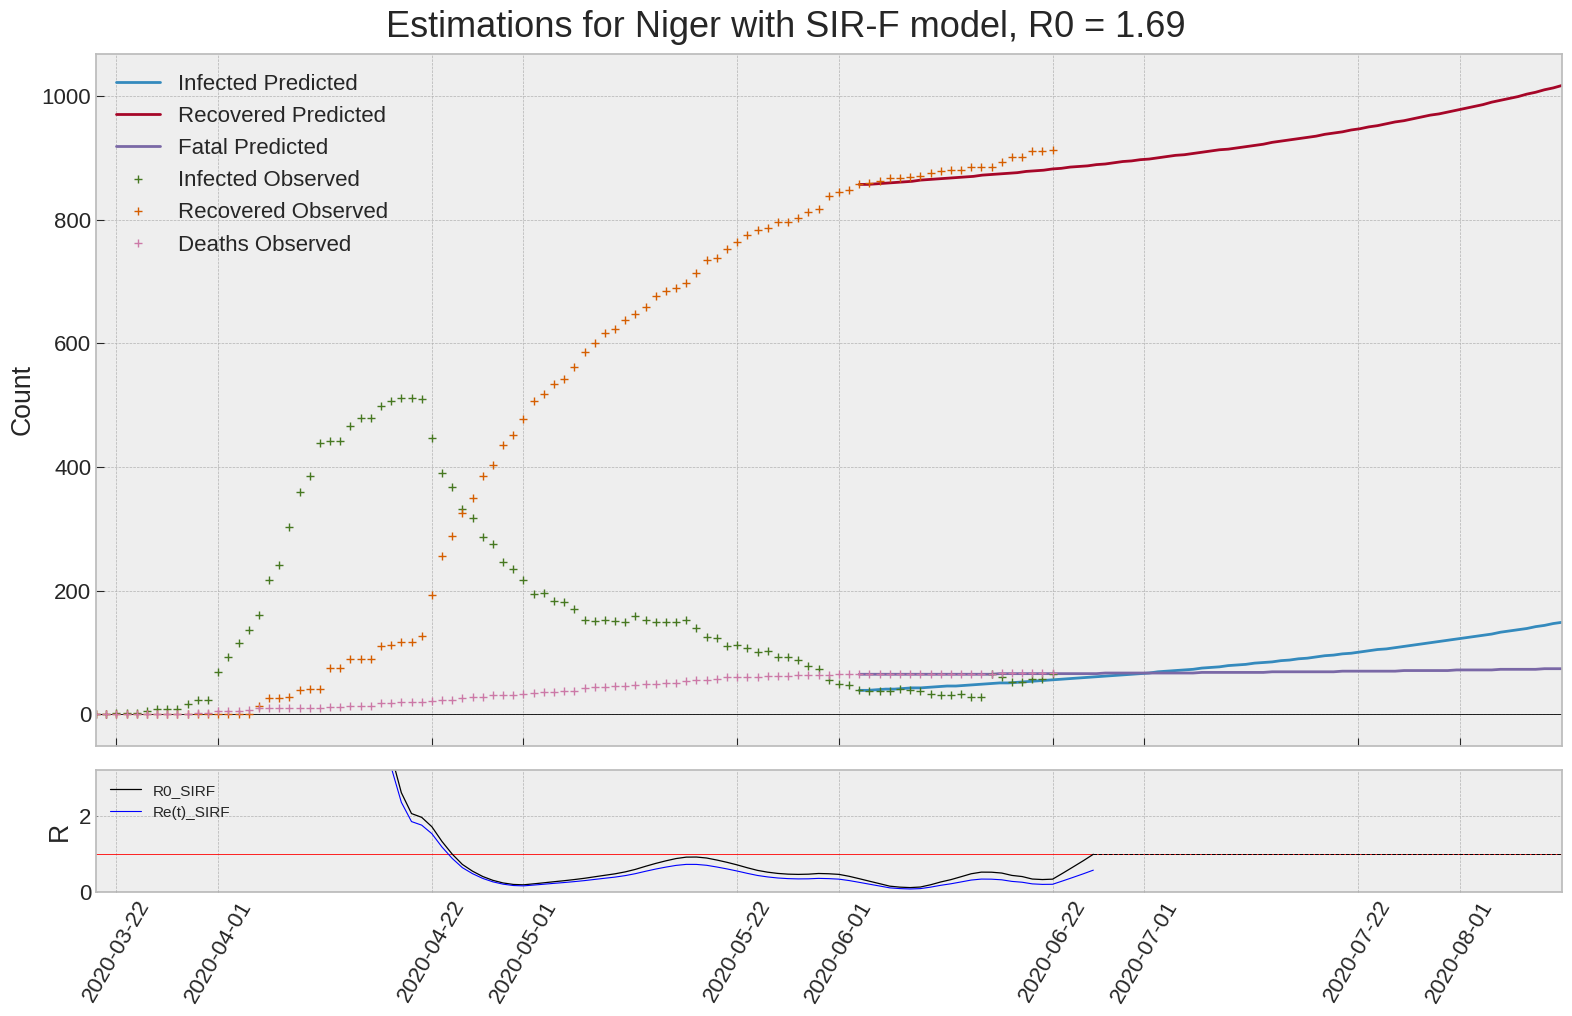 Estimations for Niger with SIR-F model, R0 = 1.69
Infected Predicted
Recovered Predicted
Fatal Predicted
Infected Observed
Recovered Observed
Deaths Observed
Count
1000
800
600
400
200
0
R0_SIRF
Re(t)_SIRF
R
2
0
2020-03-22
2020-04-01
2020-04-22
2020-05-01
2020-05-22
2020-06-01
2020-06-22
2020-07-01
2020-07-22
2020-08-01